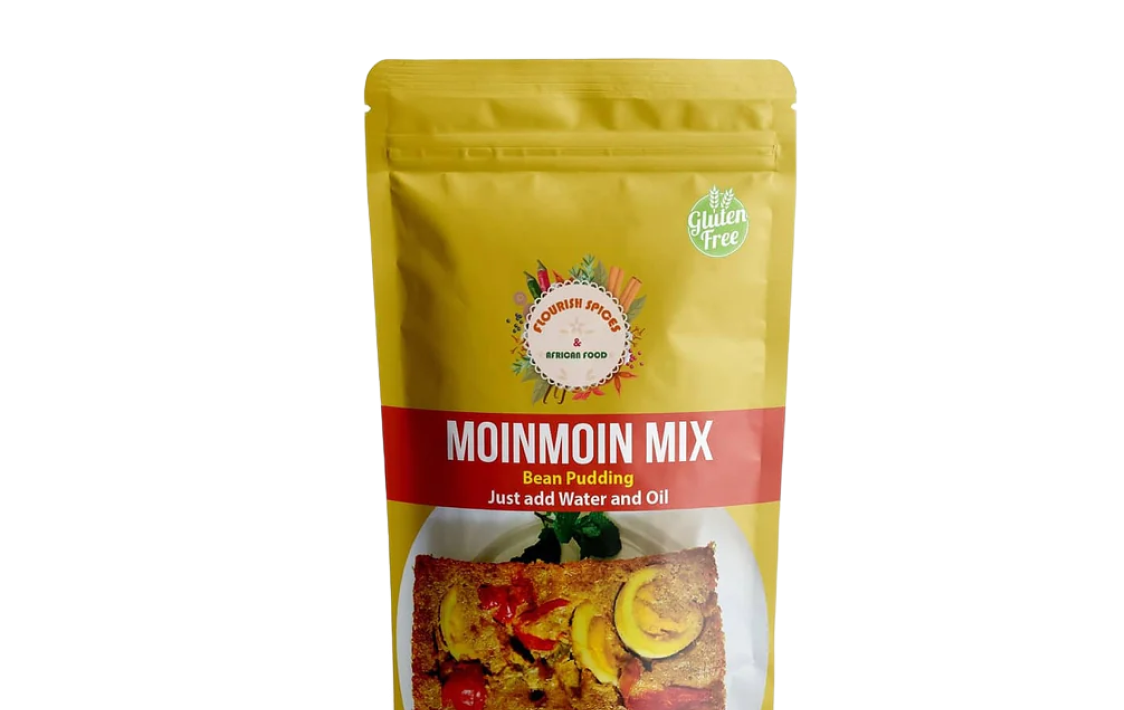 Gluten
Free
FLOURISH SPICES
&
AFRICAN FOOD
MOINMOIN MIX
Bean Pudding
Just add Water and Oil